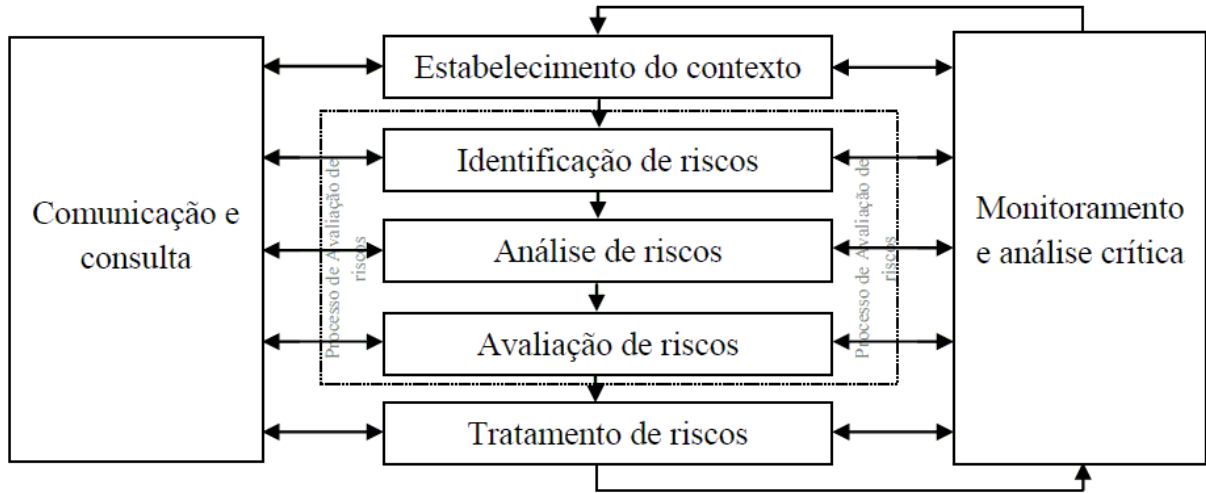 Comunicação e
consulta
Estabelecimento do contexto
Processo de Avaliação de
riscos
Identificação de riscos
Análise de riscos
Avaliação de riscos
Tratamento de riscos
Processo de Avaliação de
riscos
Monitoramento
e análise crítica